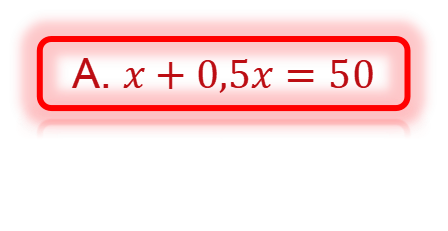 A. x + 0,5x = 50